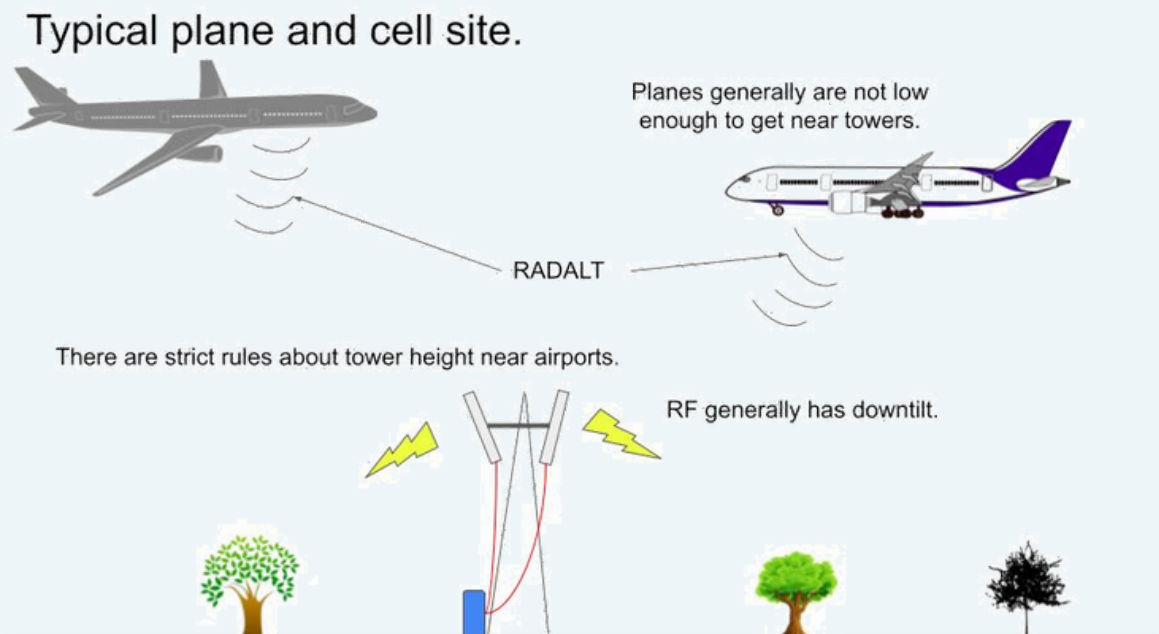 Typical plane and cell site.
Planes generally are not low
enough to get near towers.
RADALT
There are strict rules about tower height near airports.
RF generally has downtilt.